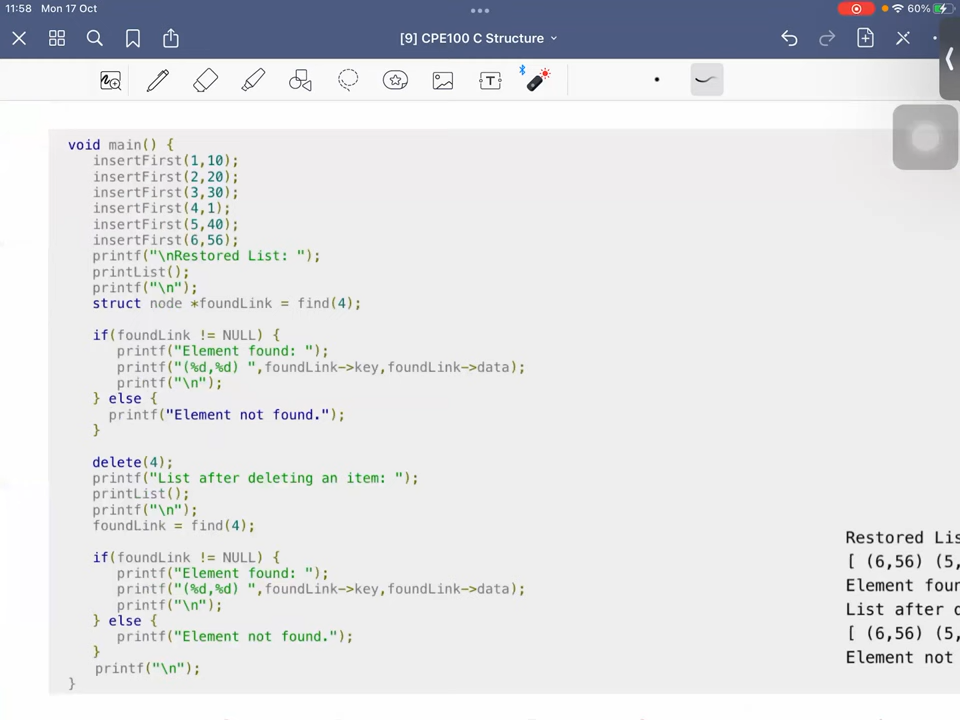 11:58 Mon 17 Oct
60%
[9] CPE100 C Structure
void main() {
insertFirst(1,10);
insertFirst(2,20);
insertFirst(3,30);
insertFirst(4,1);
insertFirst(5,40);
insertFirst(6,56);
printf("\nRestored List: ");
printList();
printf("\n");
struct node *foundLink = find(4);
if(foundLink != NULL) {
printf("Element found: ");
printf("(%d,%d) ",foundLink->key,foundLink->data);
printf("\n");
} else {
printf("Element not found.");
}
delete(4);
printf("List after deleting an item: ");
printList();
printf("\n");
foundLink = find(4);
if(foundLink != NULL) {
printf("Element found: ");
printf("(%d,%d) ",foundLink->key,foundLink->data);
printf("\n");
} else {
printf("Element not found.");
}
printf("\n");
}
Restored Lis
[ (6,56) (5,
Element foun
List after d
[ (6,56) (5,
Element not